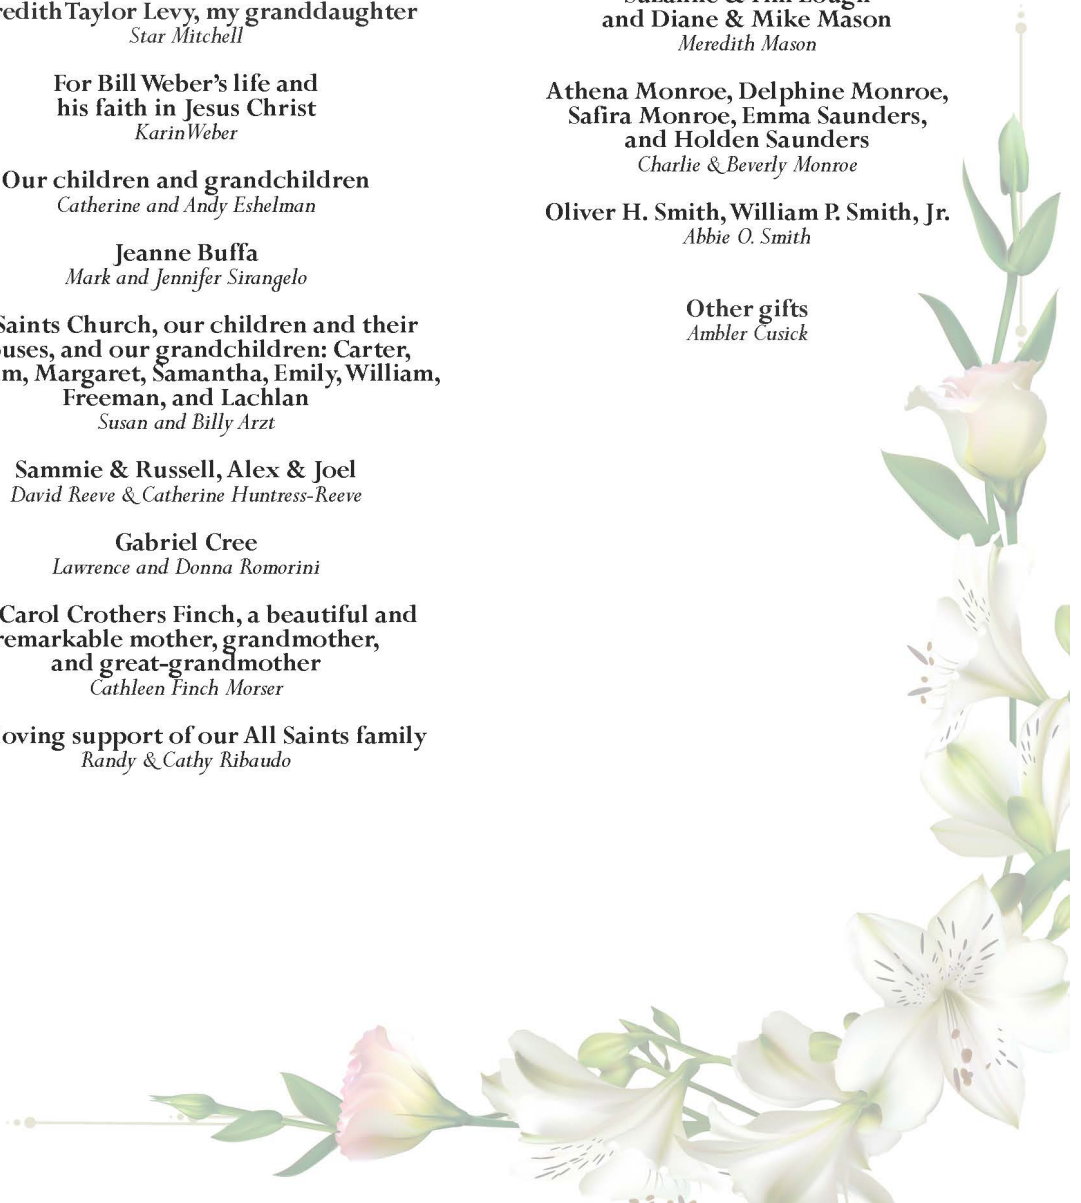 Taylor Levy, my granddaughter
Star Mitchell
For Bill Weber's life and
his faith in Jesus Christ
Karin Weber
Our children and grandchildren
Catherine and Andy Eshelman
Jeanne Buffa
Mark and Jennifer Sirangelo
Saints Church, our children and their
and our grandchildren: Carter,
Margaret, Samantha, Emily, William,
Freeman, and Lachlan
Susan and Billy Arzt
Sammie & Russell, Alex & Joel
David Reeve & Catherine Huntress-Reeve
Gabriel Cree
Lawrence and Donna Romorini
Carol Crothers Finch, a beautiful and
remarkable mother, grandmother,
and great-grandmother
Cathleen Finch Morser
support of our All Saints family
Randy & Cathy Ribaudo
and Diane & Mike Mason
Meredith Mason
Athena Monroe, Delphine Monroe,
Safira Monroe, Emma Saunders,
and Holden Saunders
Charlie & Beverly Monroe
Oliver H. Smith, William P. Smith, Jr.
Abbie O. Smith
Other gifts
Ambler Cusick